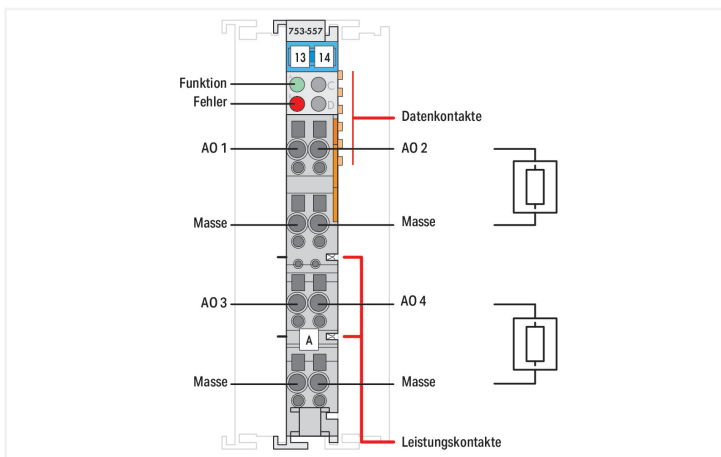 753-557
13 14
Funktion
C
Fehler
D
Datenkontakte
AO 1
AO 2
Masse
Masse
AO 3
AO 4
A
Masse
Masse
Leistungskontakte